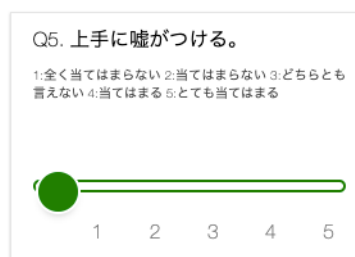 Q5. 上手に嘘がつける。
1:全く当てはまらない 2:当てはまらない 3:どちらとも
言えない 4:当てはまる 5:とても当てはまる
1 2 3 4 5